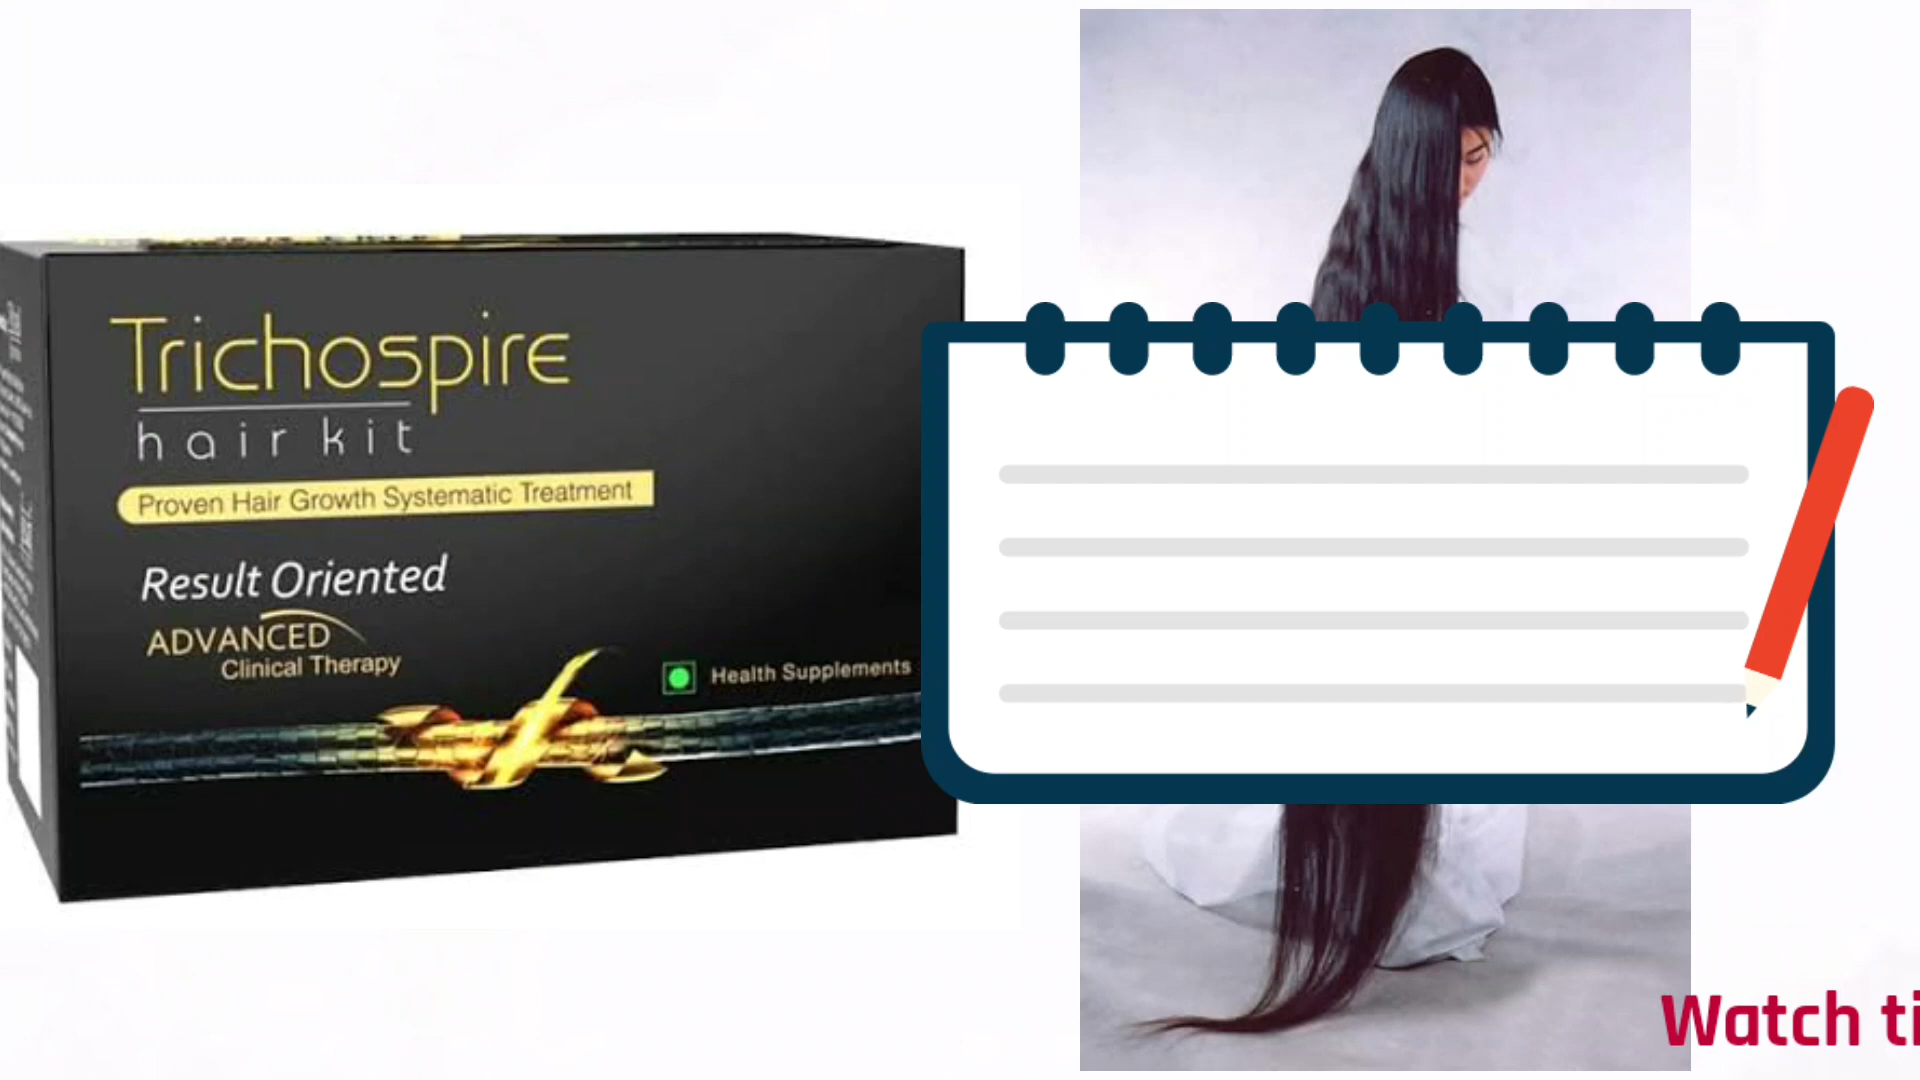 Trichospire
hair kit
Proven Hair Growth Systematic Treatment
Result Oriented
ADVANCED
Clinical Therapy
Health Supplements
Watch ti